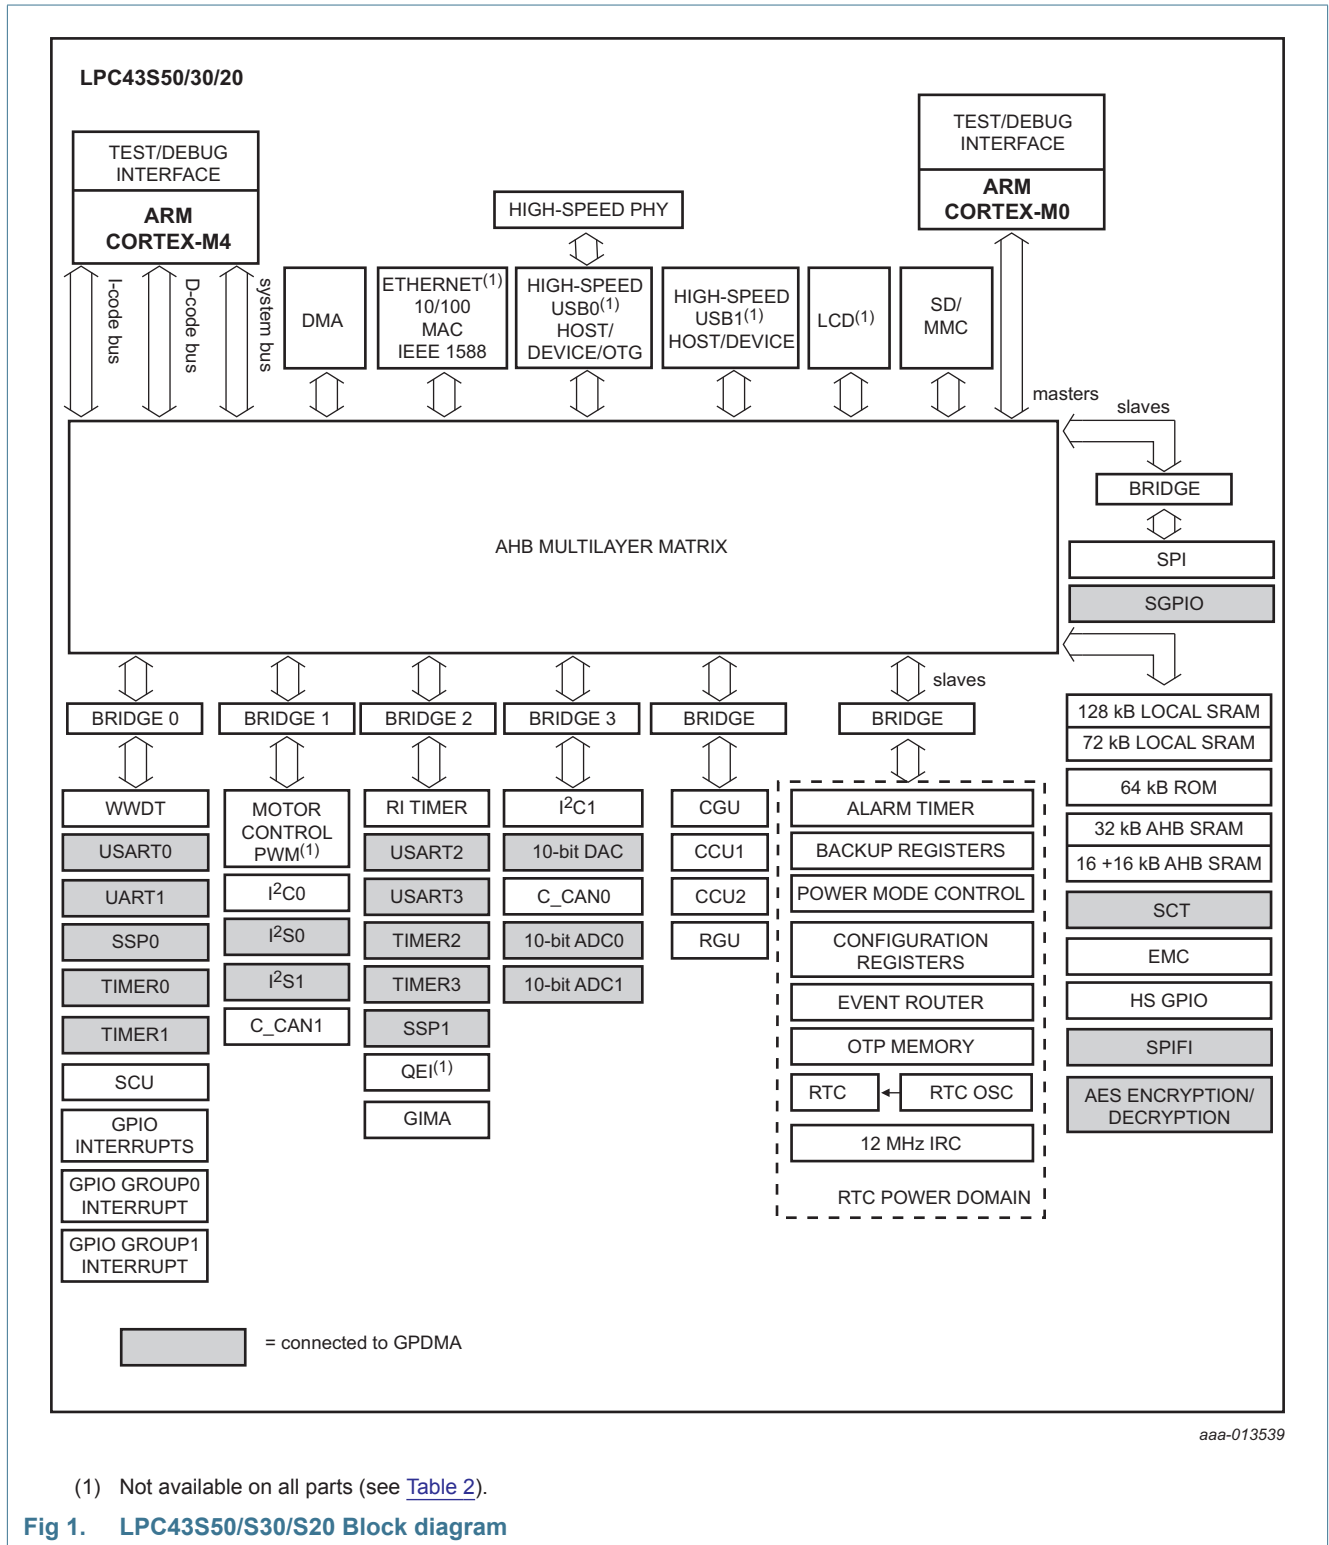 LPC43S50/30/20
TEST/DEBUG
INTERFACE
ARM
CORTEX-M4
TEST/DEBUG
INTERFACE
ARM
CORTEX-M0
HIGH-SPEED PHY
I-code bus
D-code bus
system bus
DMA
ETHERNET(1)
10/100
MAC
IEEE 1588
HIGH-SPEED
USB0(1)
HOST/
DEVICE/OTG
HIGH-SPEED
USB1(1)
HOST/DEVICE
LCD(1)
SD/
MMC
masters
slaves
BRIDGE
SPI
SGPIO
AHB MULTILAYER MATRIX
slaves
BRIDGE 0
BRIDGE 1
BRIDGE 2
BRIDGE 3
BRIDGE
BRIDGE
WWDT
USART0
UART1
SSP0
TIMER0
TIMER1
SCU
GPIO
INTERRUPTS
GPIO GROUP0
INTERRUPT
GPIO GROUP1
INTERRUPT
MOTOR
CONTROL
PWM(1)
I2C0
I2S0
I2S1
C_CAN1
RI TIMER
USART2
USART3
TIMER2
TIMER3
SSP1
QEI(1)
GIMA
I2C1
10-bit DAC
C_CAN0
10-bit ADC0
10-bit ADC1
CGU
CCU1
CCU2
RGU
ALARM TIMER
BACKUP REGISTERS
POWER MODE CONTROL
CONFIGURATION
REGISTERS
EVENT ROUTER
OTP MEMORY
RTC
RTC OSC
12 MHz IRC
RTC POWER DOMAIN
128 kB LOCAL SRAM
72 kB LOCAL SRAM
64 kB ROM
32 kB AHB SRAM
16 +16 kB AHB SRAM
SCT
EMC
HS GPIO
SPIFI
AES ENCRYPTION/
DECRYPTION
= connected to GPDMA
aaa-013539
(1) Not available on all parts (see Table 2).
Fig 1. LPC43S50/S30/S20 Block diagram